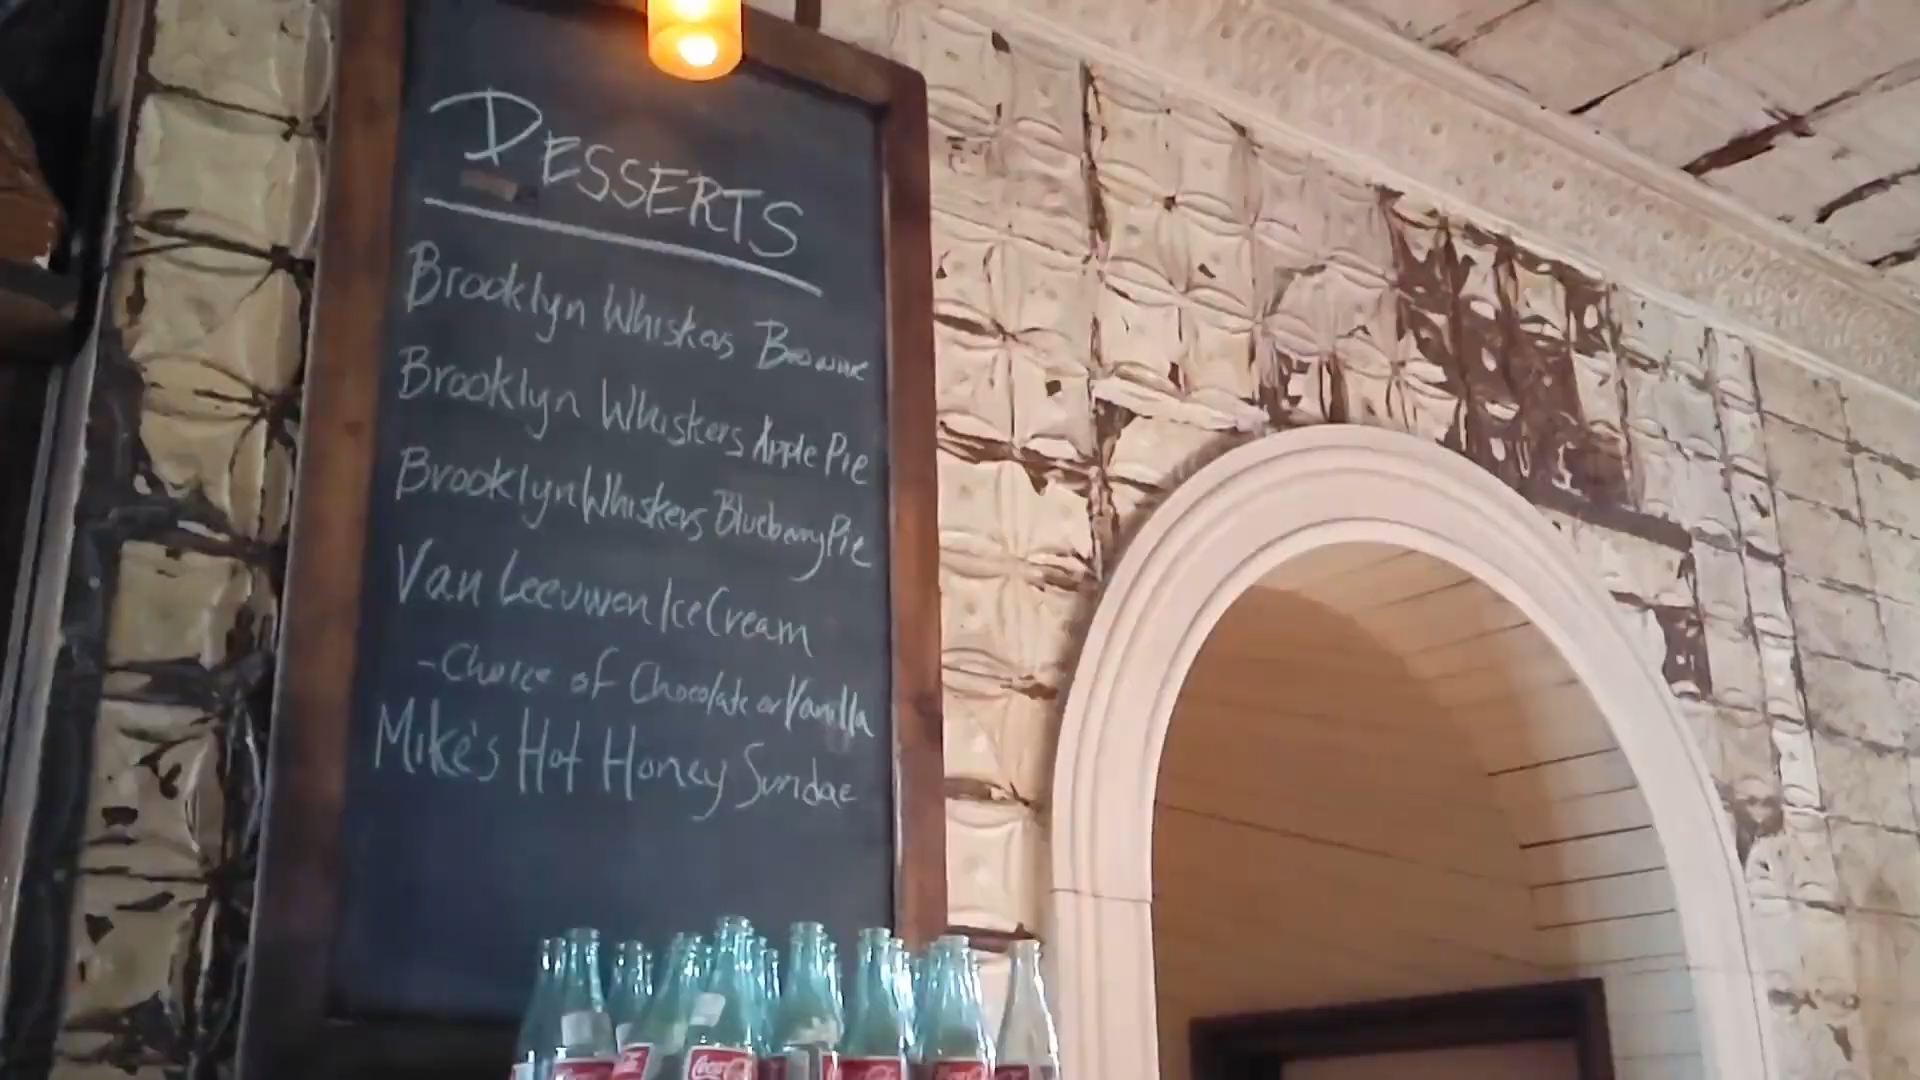 DESSERTS
Brooklyn Whiskers Brownie
Brooklyn Whiskers Apple Pie
Brooklyn Whiskers Blueberry Pie
Van Leeuwen Ice Cream
-Choice of Chocolate or Vanilla
Mike's Hot Honey Sundae
Coca-Cola